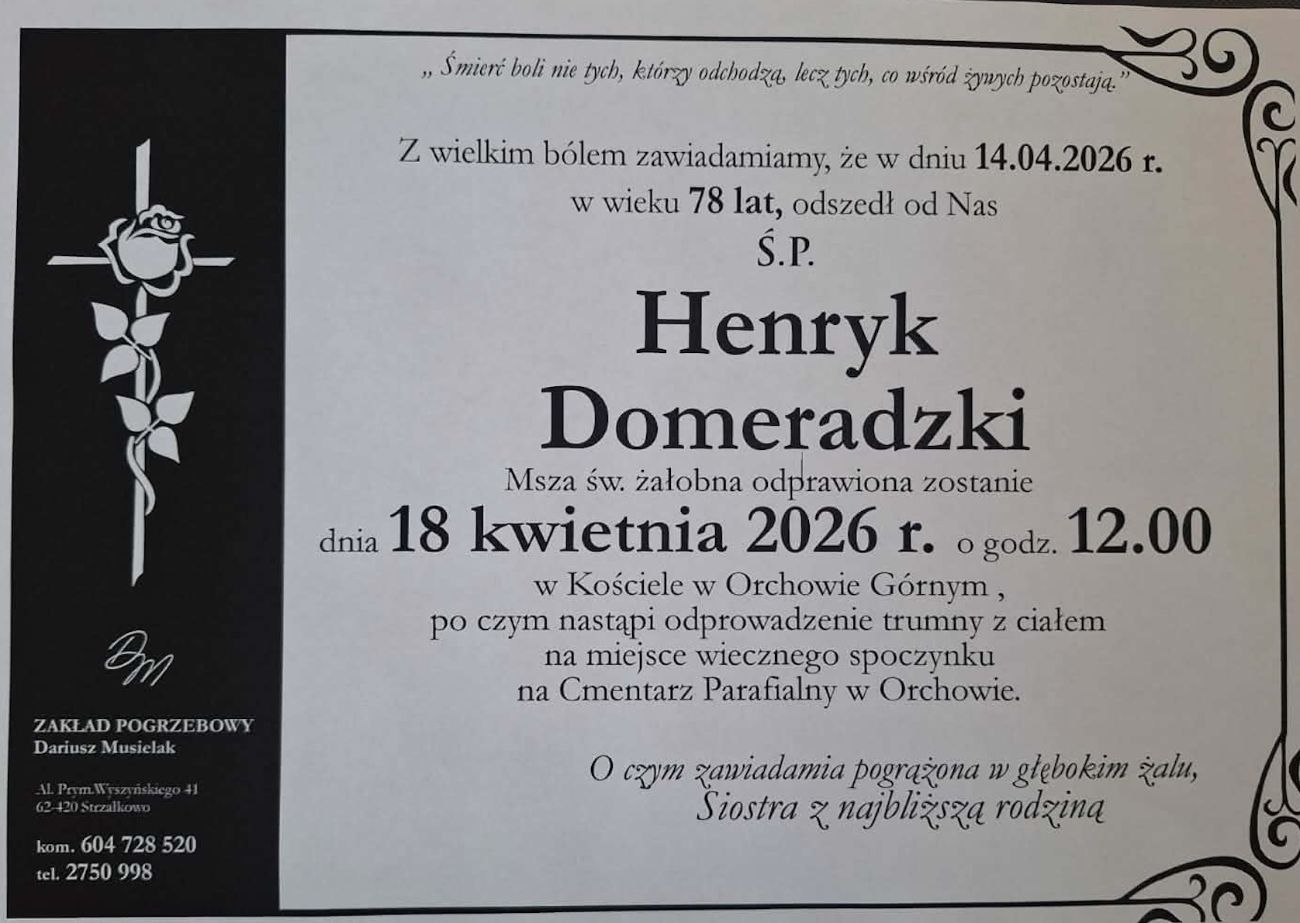 „ Śmierć boli nie tych, którzy odchodzą, lecz tych, co wśród żywych pozostają.”
Z wielkim bólem zawiadamiamy, że w dniu 14.04.2026 r.
w wieku 78 lat, odszedł od Nas
Ś.P.
Henryk
Domeradzki
Msza św. żałobna odprawiona zostanie
dnia 18 kwietnia 2026 r. o godz. 12.00
w Kościele w Orchowie Górnym ,
po czym nastąpi odprowadzenie trumny z ciałem
na miejsce wiecznego spoczynku
na Cmentarz Parafialny w Orchowie.
O czym zawiadamia pogrążona w głębokim żalu,
Siostra z najbliższą rodziną
DM
ZAKŁAD POGRZEBOWY
Dariusz Musielak
Al. Prym.Wyszyńskiego 41
62-420 Strzałkowo
kom. 604 728 520
tel. 2750 998